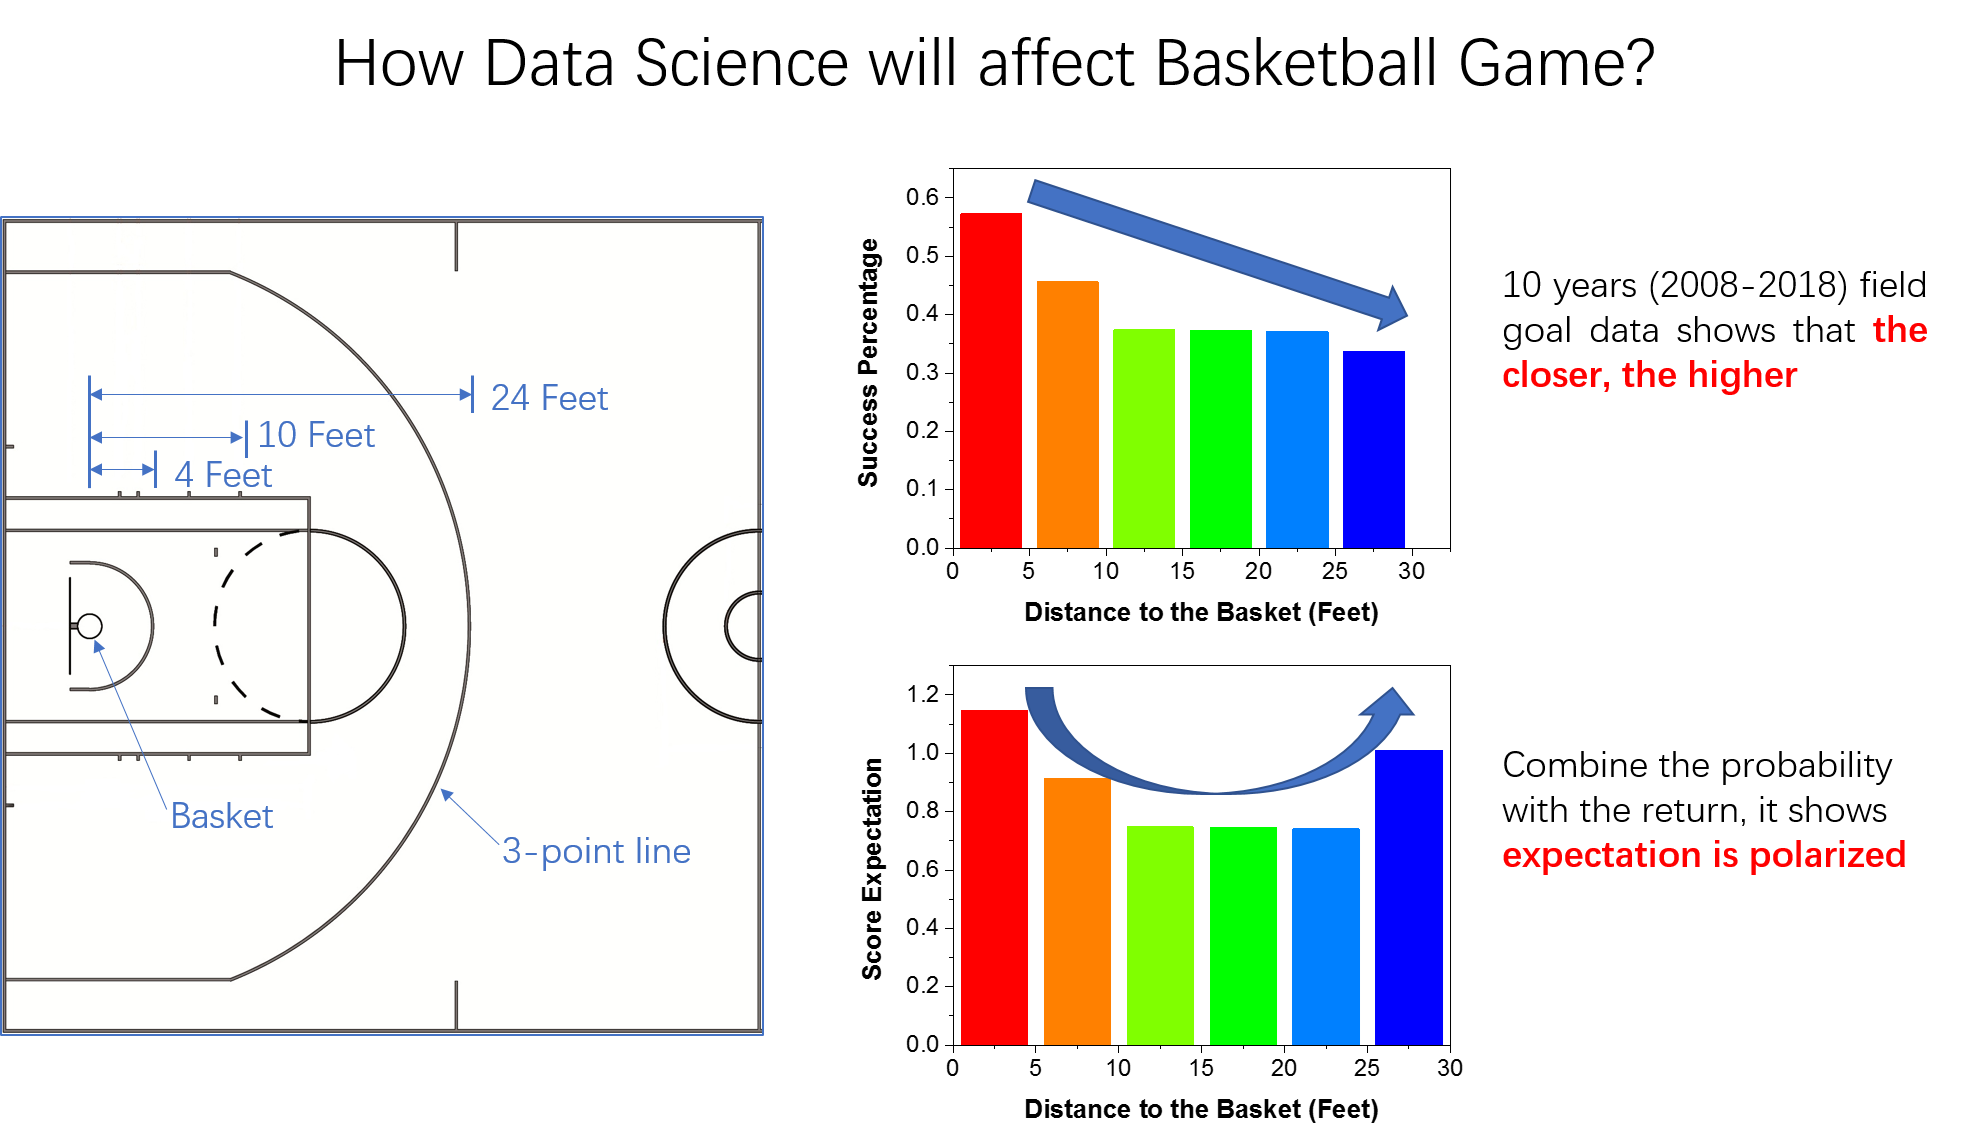 How Data Science will affect Basketball Game?
24 Feet
10 Feet
4 Feet
Basket
3-point line
Success Percentage
0.6
0.5
0.4
0.3
0.2
0.1
0.0
0 5 10 15 20 25 30
Distance to the Basket (Feet)
10 years (2008-2018) field
goal data shows that the
closer, the higher
Score Expectation
1.2
1.0
0.8
0.6
0.4
0.2
0.0
0 5 10 15 20 25 30
Distance to the Basket (Feet)
Combine the probability
with the return, it shows
expectation is polarized